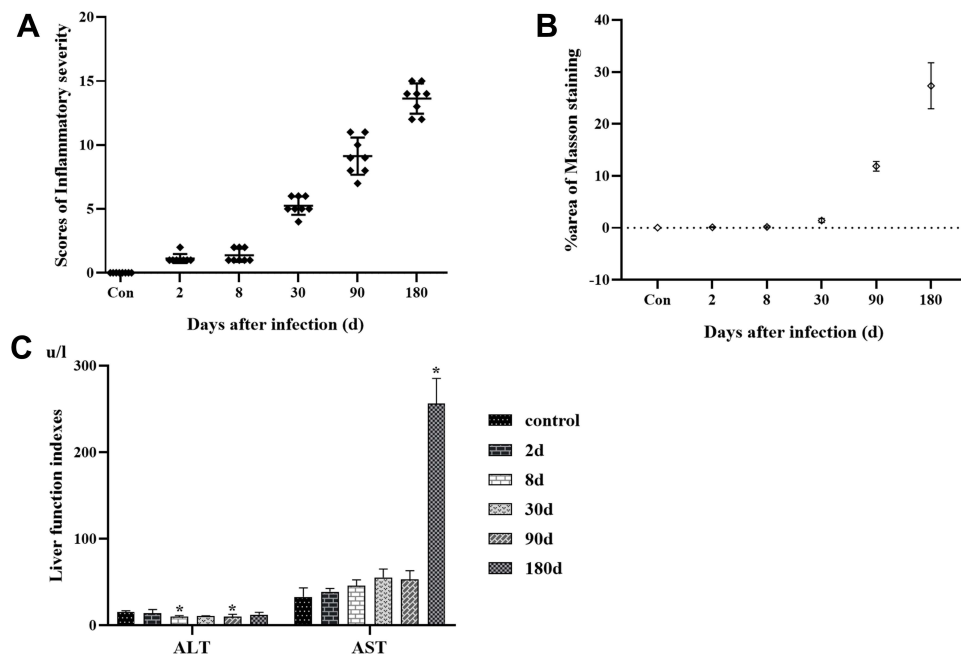 A
Scores of Inflammatory severity
20
15
10
5
0
Con 2 8 30 90 180
Days after infection (d)
B
%area of Masson staining
40
30
20
10
0
-10
Con 2 8 30 90 180
Days after infection (d)
C u/l
Liver function indexes
300
200
100
0
* * *
ALT AST
control
2d
8d
30d
90d
180d